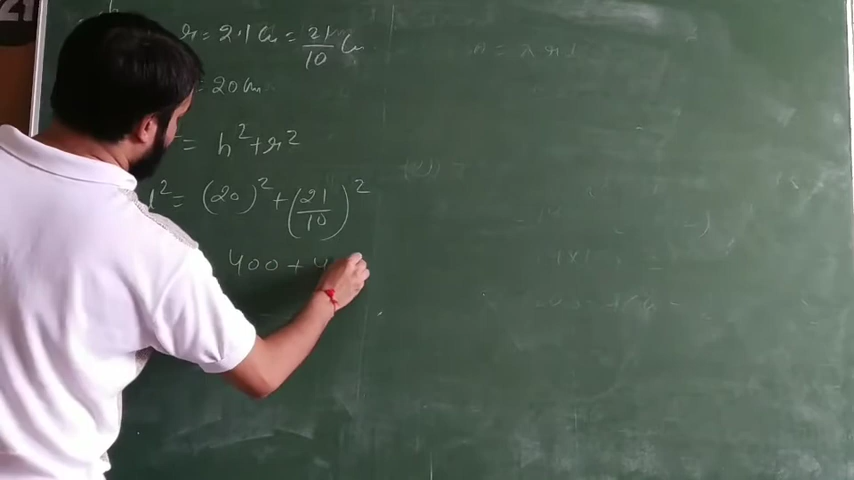 r = 2.1 cm = 21/10 cm
= 20 cm
= h² + r²
l² = (20)² + (21/10)²
400 + 4